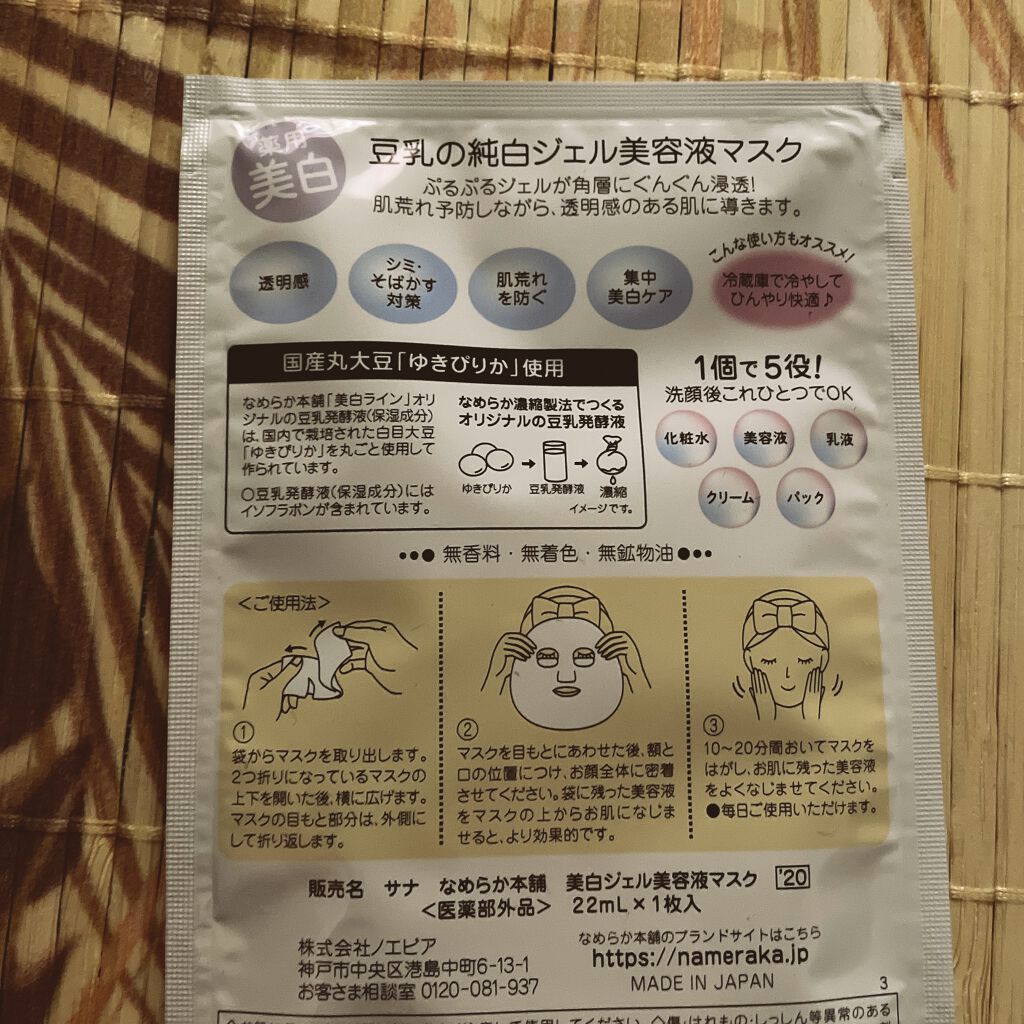 薬用
美白
豆乳の純白ジェル美容液マスク
ぷるぷるジェルが角層にぐんぐん浸透!
肌荒れ予防しながら、透明感のある肌に導きます。
透明感
シミ・
そばかす
対策
肌荒れ
を防ぐ
集中
美白ケア
こんな使い方もオススメ!
冷蔵庫で冷やして
ひんやり快適♪
国産丸大豆「ゆきぴりか」使用
なめらか本舗「美白ライン」オリ
ジナルの豆乳発酵液(保湿成分)
は、国内で栽培された白目大豆
「ゆきぴりか」を丸ごと使用して
作られています。
○豆乳発酵液(保湿成分)には
イソフラボンが含まれています。
なめらか濃縮製法でつくる
オリジナルの豆乳発酵液
ゆきぴりか
豆乳発酵液
濃縮
イメージです。
1個で5役!
洗顔後これひとつでOK
化粧水
美容液
乳液
クリーム
パック
●●● 無香料・無着色・無鉱物油 ●●●
<ご使用法>
①
袋からマスクを取り出します。
2つ折りになっているマスクの
上下を開いた後、横に広げます。
マスクの目もと部分は、外側に
して折り返します。
②
マスクを目もとにあわせた後、額と
口の位置につけ、お顔全体に密着
させてください。袋に残った美容液
をマスクの上からお肌になじま
せると、より効果的です。
③
10~20分間おいてマスクを
はがし、お肌に残った美容液
をよくなじませてください。
●毎日ご使用いただけます。
販売名 サナ なめらか本舗 美白ジェル美容液マスク '20
<医薬部外品> 22mL×1枚入
株式会社ノエビア
神戸市中央区港島中町6-13-1
お客さま相談室 0120-081-937
なめらか本舗のブランドサイトはこちら
https://nameraka.jp
MADE IN JAPAN
3
して使用してください。◇傷・はれもの・しっしん等異常のある